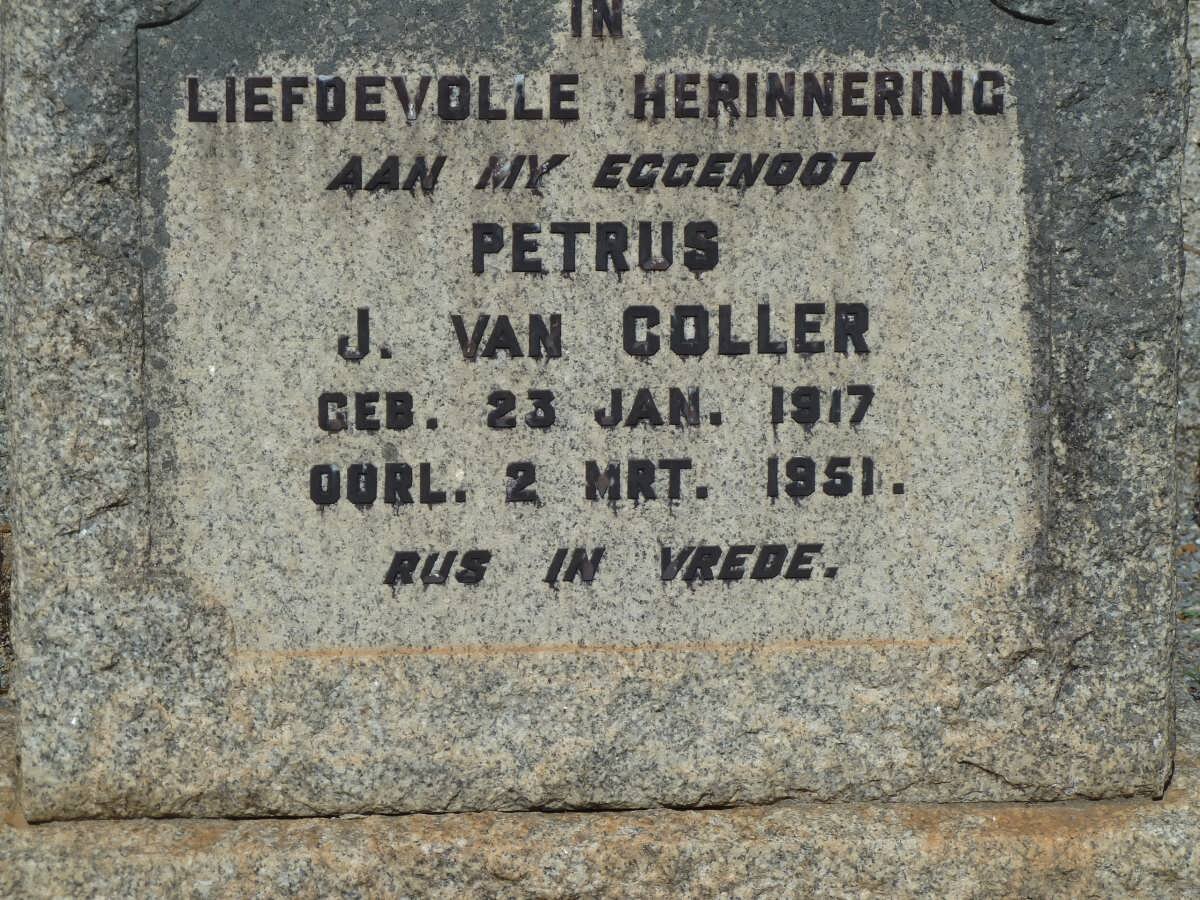 IN
LIEFDEVOLLE HERINNERING
AAN MY EGGENOOT
PETRUS
J. VAN COLLER
GEB. 23 JAN. 1917
OORL. 2 MRT. 1951.
RUS IN VREDE.